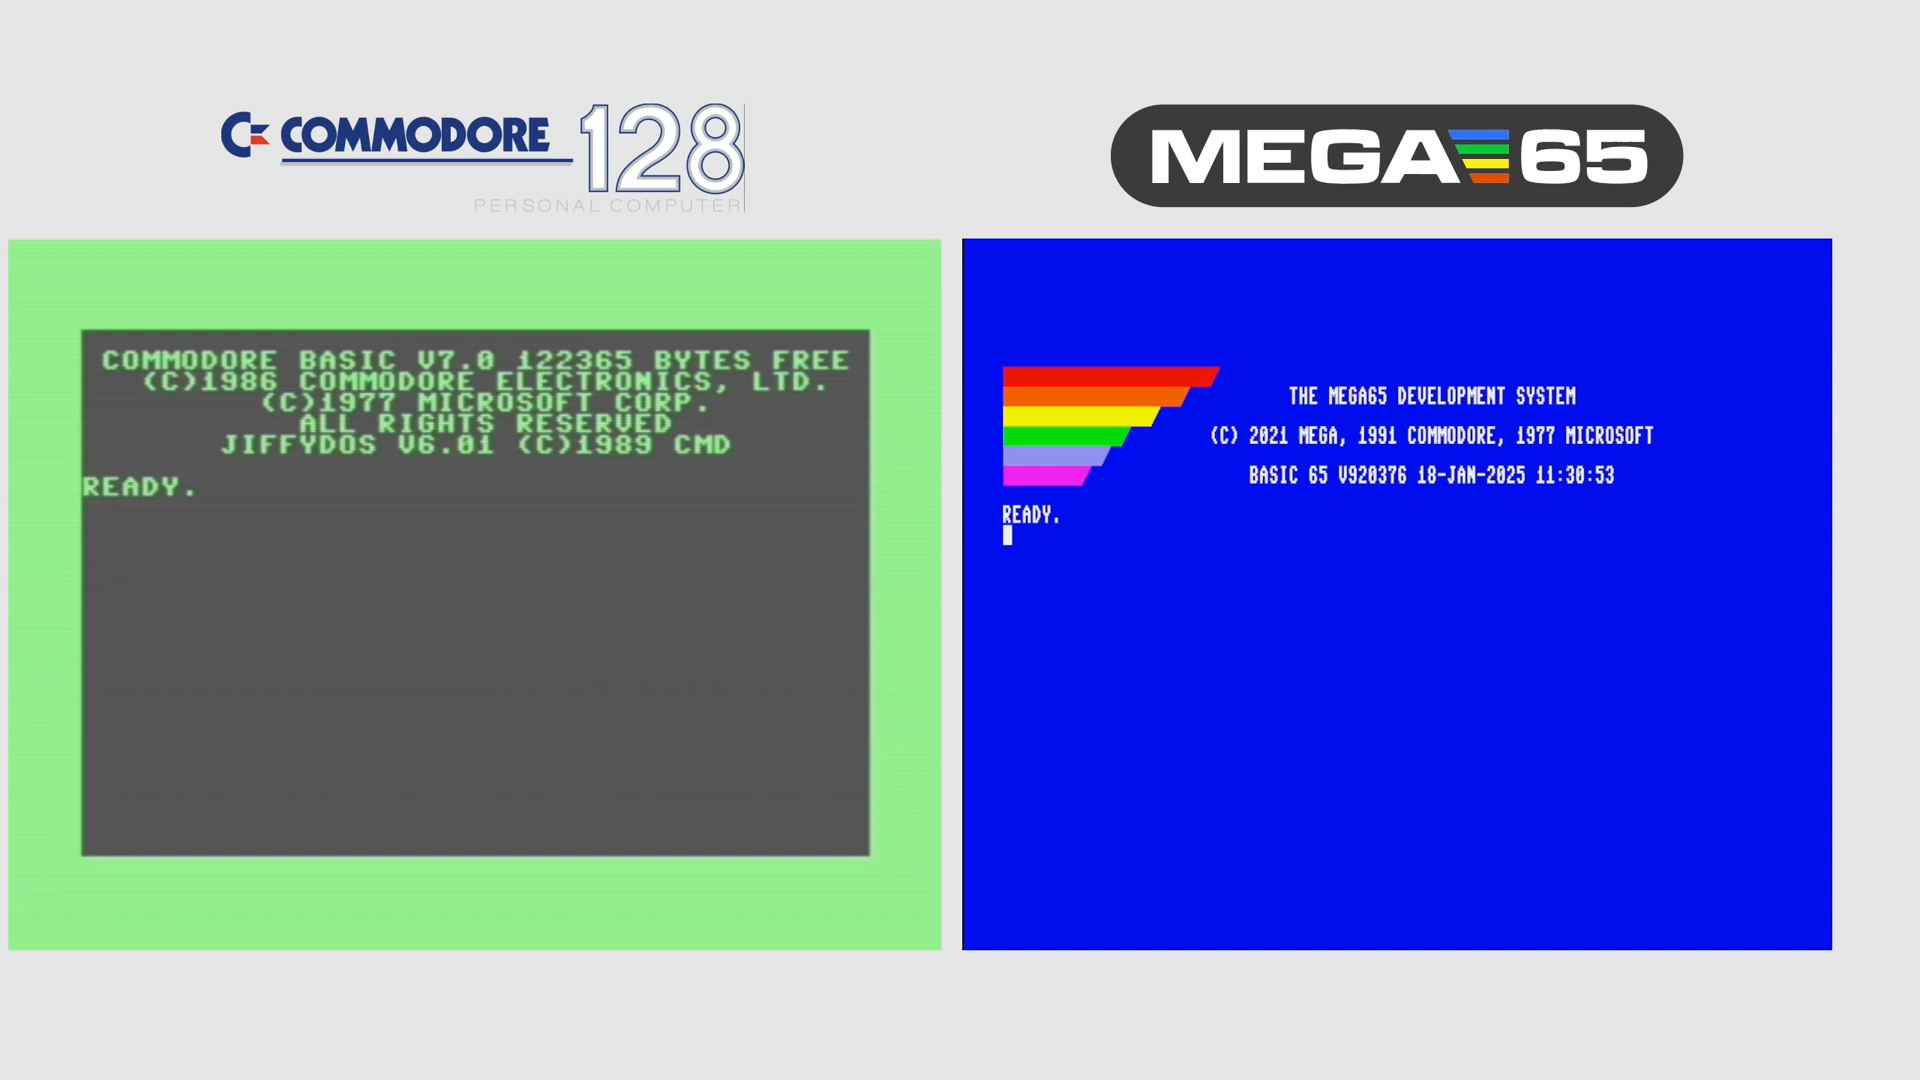 COMMODORE 128
PERSONAL COMPUTER
COMMODORE BASIC V7.0 122365 BYTES FREE
(C)1986 COMMODORE ELECTRONICS, LTD.
(C)1977 MICROSOFT CORP.
ALL RIGHTS RESERVED
JIFFYDOS V6.01 (C)1989 CMD
READY.
MEGA65
THE MEGA65 DEVELOPMENT SYSTEM
(C) 2021 MEGA, 1991 COMMODORE, 1977 MICROSOFT
BASIC 65 V920376 18-JAN-2025 11:30:53
READY.